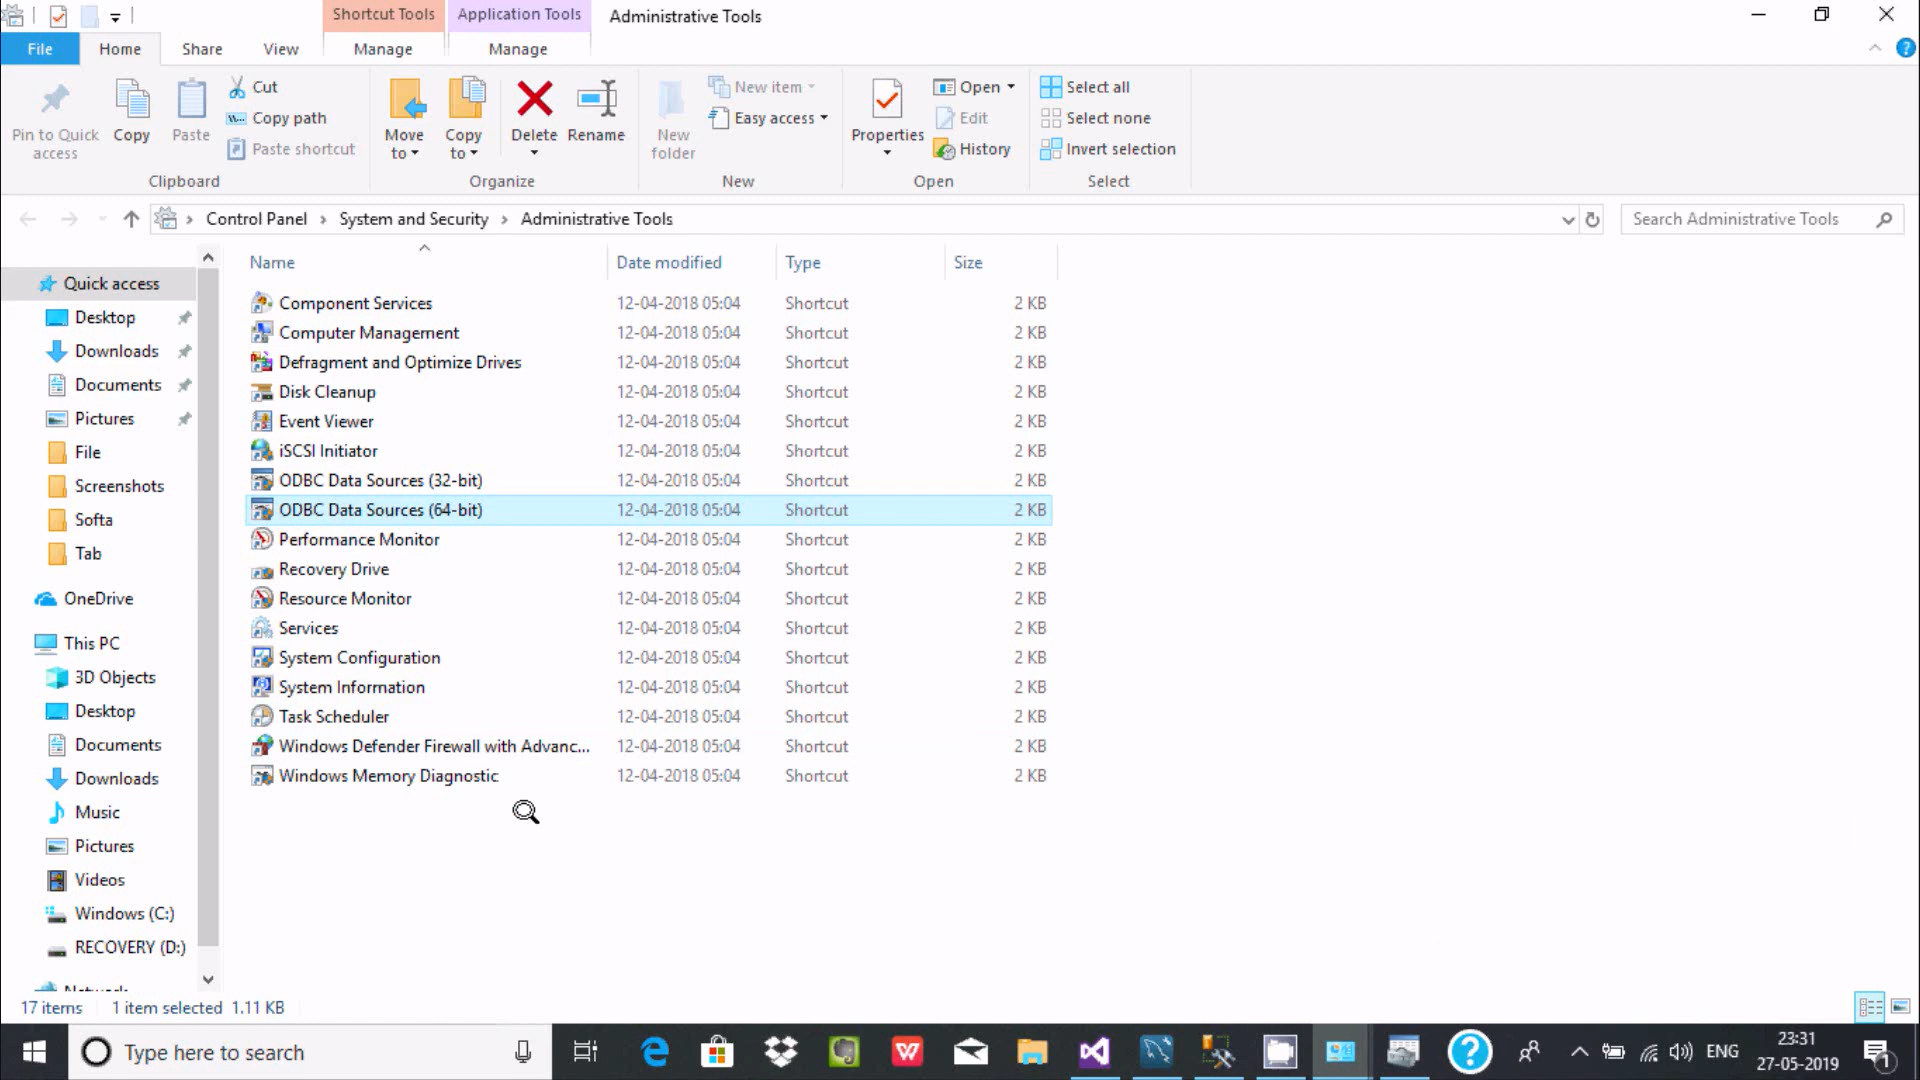 Shortcut Tools
Application Tools
Administrative Tools
File
Home
Share
View
Manage
Manage
Pin to Quick access
Copy
Paste
Cut
Copy path
Paste shortcut
Clipboard
Move to
Copy to
Delete
Rename
Organize
New folder
New item
Easy access
New
Properties
Open
Edit
History
Open
Select all
Select none
Invert selection
Select
Control Panel > System and Security > Administrative Tools
Search Administrative Tools
Quick access
Desktop
Downloads
Documents
Pictures
File
Screenshots
Softa
Tab
OneDrive
This PC
3D Objects
Desktop
Documents
Downloads
Music
Pictures
Videos
Windows (C:)
RECOVERY (D:)
Network
Name Date modified Type Size
Component Services 12-04-2018 05:04 Shortcut 2 KB
Computer Management 12-04-2018 05:04 Shortcut 2 KB
Defragment and Optimize Drives 12-04-2018 05:04 Shortcut 2 KB
Disk Cleanup 12-04-2018 05:04 Shortcut 2 KB
Event Viewer 12-04-2018 05:04 Shortcut 2 KB
iSCSI Initiator 12-04-2018 05:04 Shortcut 2 KB
ODBC Data Sources (32-bit) 12-04-2018 05:04 Shortcut 2 KB
ODBC Data Sources (64-bit) 12-04-2018 05:04 Shortcut 2 KB
Performance Monitor 12-04-2018 05:04 Shortcut 2 KB
Recovery Drive 12-04-2018 05:04 Shortcut 2 KB
Resource Monitor 12-04-2018 05:04 Shortcut 2 KB
Services 12-04-2018 05:04 Shortcut 2 KB
System Configuration 12-04-2018 05:04 Shortcut 2 KB
System Information 12-04-2018 05:04 Shortcut 2 KB
Task Scheduler 12-04-2018 05:04 Shortcut 2 KB
Windows Defender Firewall with Advanc... 12-04-2018 05:04 Shortcut 2 KB
Windows Memory Diagnostic 12-04-2018 05:04 Shortcut 2 KB
17 items 1 item selected 1.11 KB
Type here to search
ENG
23:31
27-05-2019
1